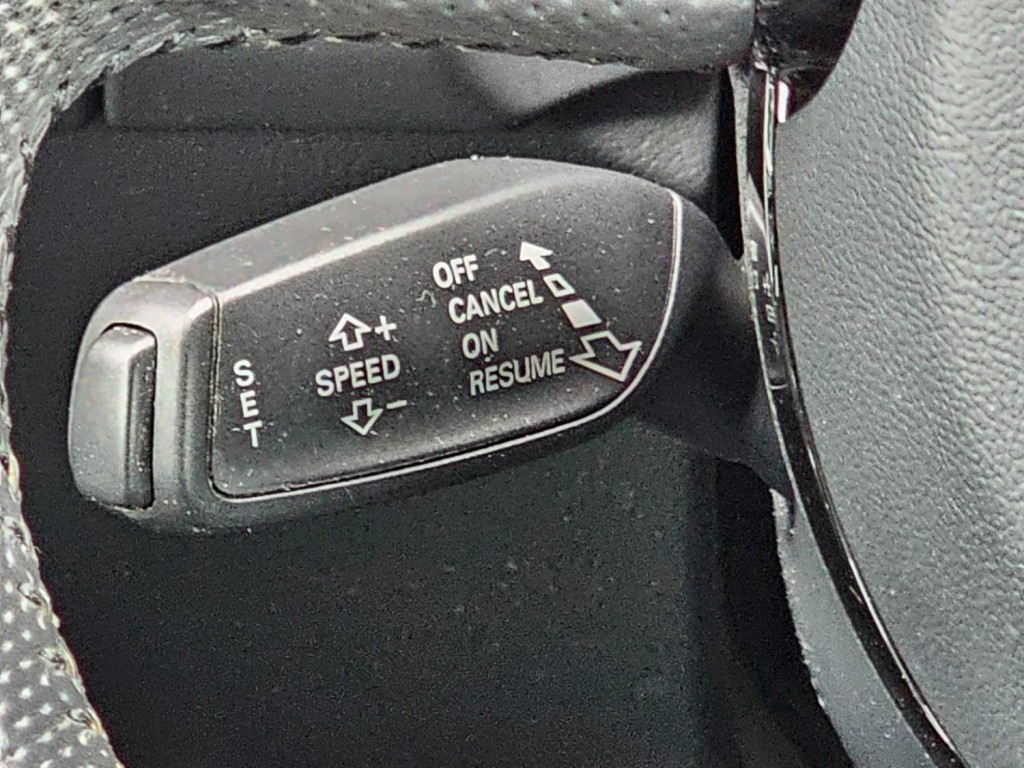 SET
+
SPEED
-
OFF
CANCEL
ON
RESUME